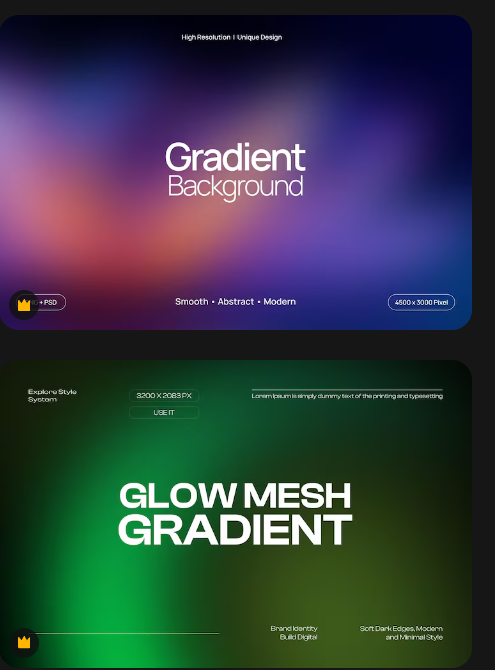 High Resolution | Unique Design
Gradient
Background
+ PSD
Smooth • Abstract • Modern
4500 x 3000 Pixel
Explore Style
System
3200 X 2083 PX
USE IT
Lorem Ipsum is simply dummy text of the printing and typesetting
GLOW MESH
GRADIENT
Brand Identity
Build Digital
Soft Dark Edges, Modern
and Minimal Style